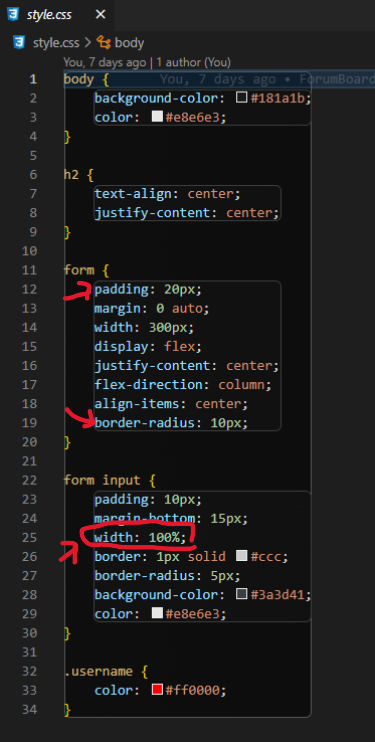 style.css
style.css > body
You, 7 days ago | 1 author (You)
1 body { You, 7 days ago • ForumBoard
2 background-color: #181a1b;
3 color: #e8e6e3;
4 }
5
6 h2 {
7 text-align: center;
8 justify-content: center;
9 }
10
11 form {
12 padding: 20px;
13 margin: 0 auto;
14 width: 300px;
15 display: flex;
16 justify-content: center;
17 flex-direction: column;
18 align-items: center;
19 border-radius: 10px;
20 }
21
22 form input {
23 padding: 10px;
24 margin-bottom: 15px;
25 width: 100%;
26 border: 1px solid #ccc;
27 border-radius: 5px;
28 background-color: #3a3d41;
29 color: #e8e6e3;
30 }
31
32 .username {
33 color: #ff0000;
34 }